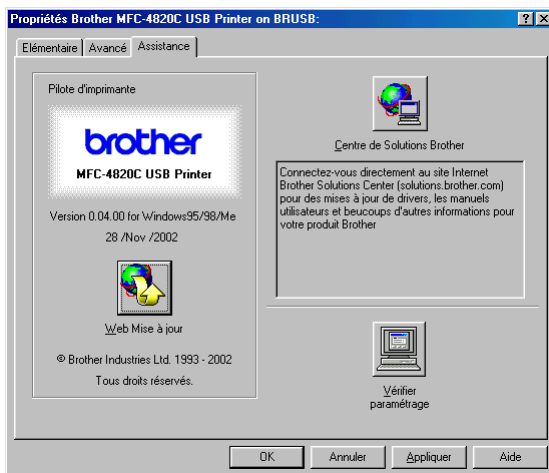 Propriétés Brother MFC-4820C USB Printer on BRUSB:
Elémentaire
Avancé
Assistance
Pilote d'imprimante
brother
MFC-4820C USB Printer
Version 0.04.00 for Windows95/98/Me
28 /Nov /2002
Web Mise à jour
© Brother Industries Ltd. 1993 - 2002
Tous droits réservés.
Centre de Solutions Brother
Connectez-vous directement au site Internet
Brother Solutions Center (solutions.brother.com)
pour des mises à jour de drivers, les manuels
utilisateurs et beucoups d'autres informations pour
votre produit Brother
Vérifier
paramétrage
OK
Annuler
Appliquer
Aide